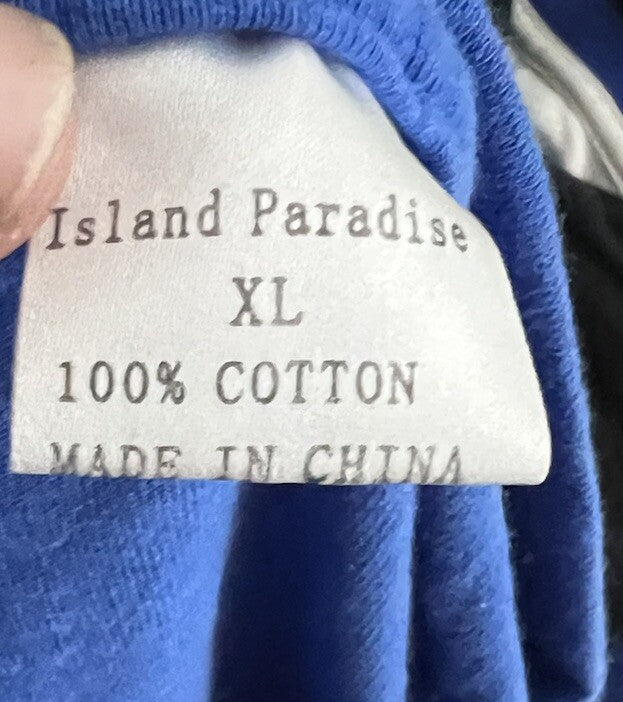 Island Paradise
XL
100% COTTON
MADE IN CHINA